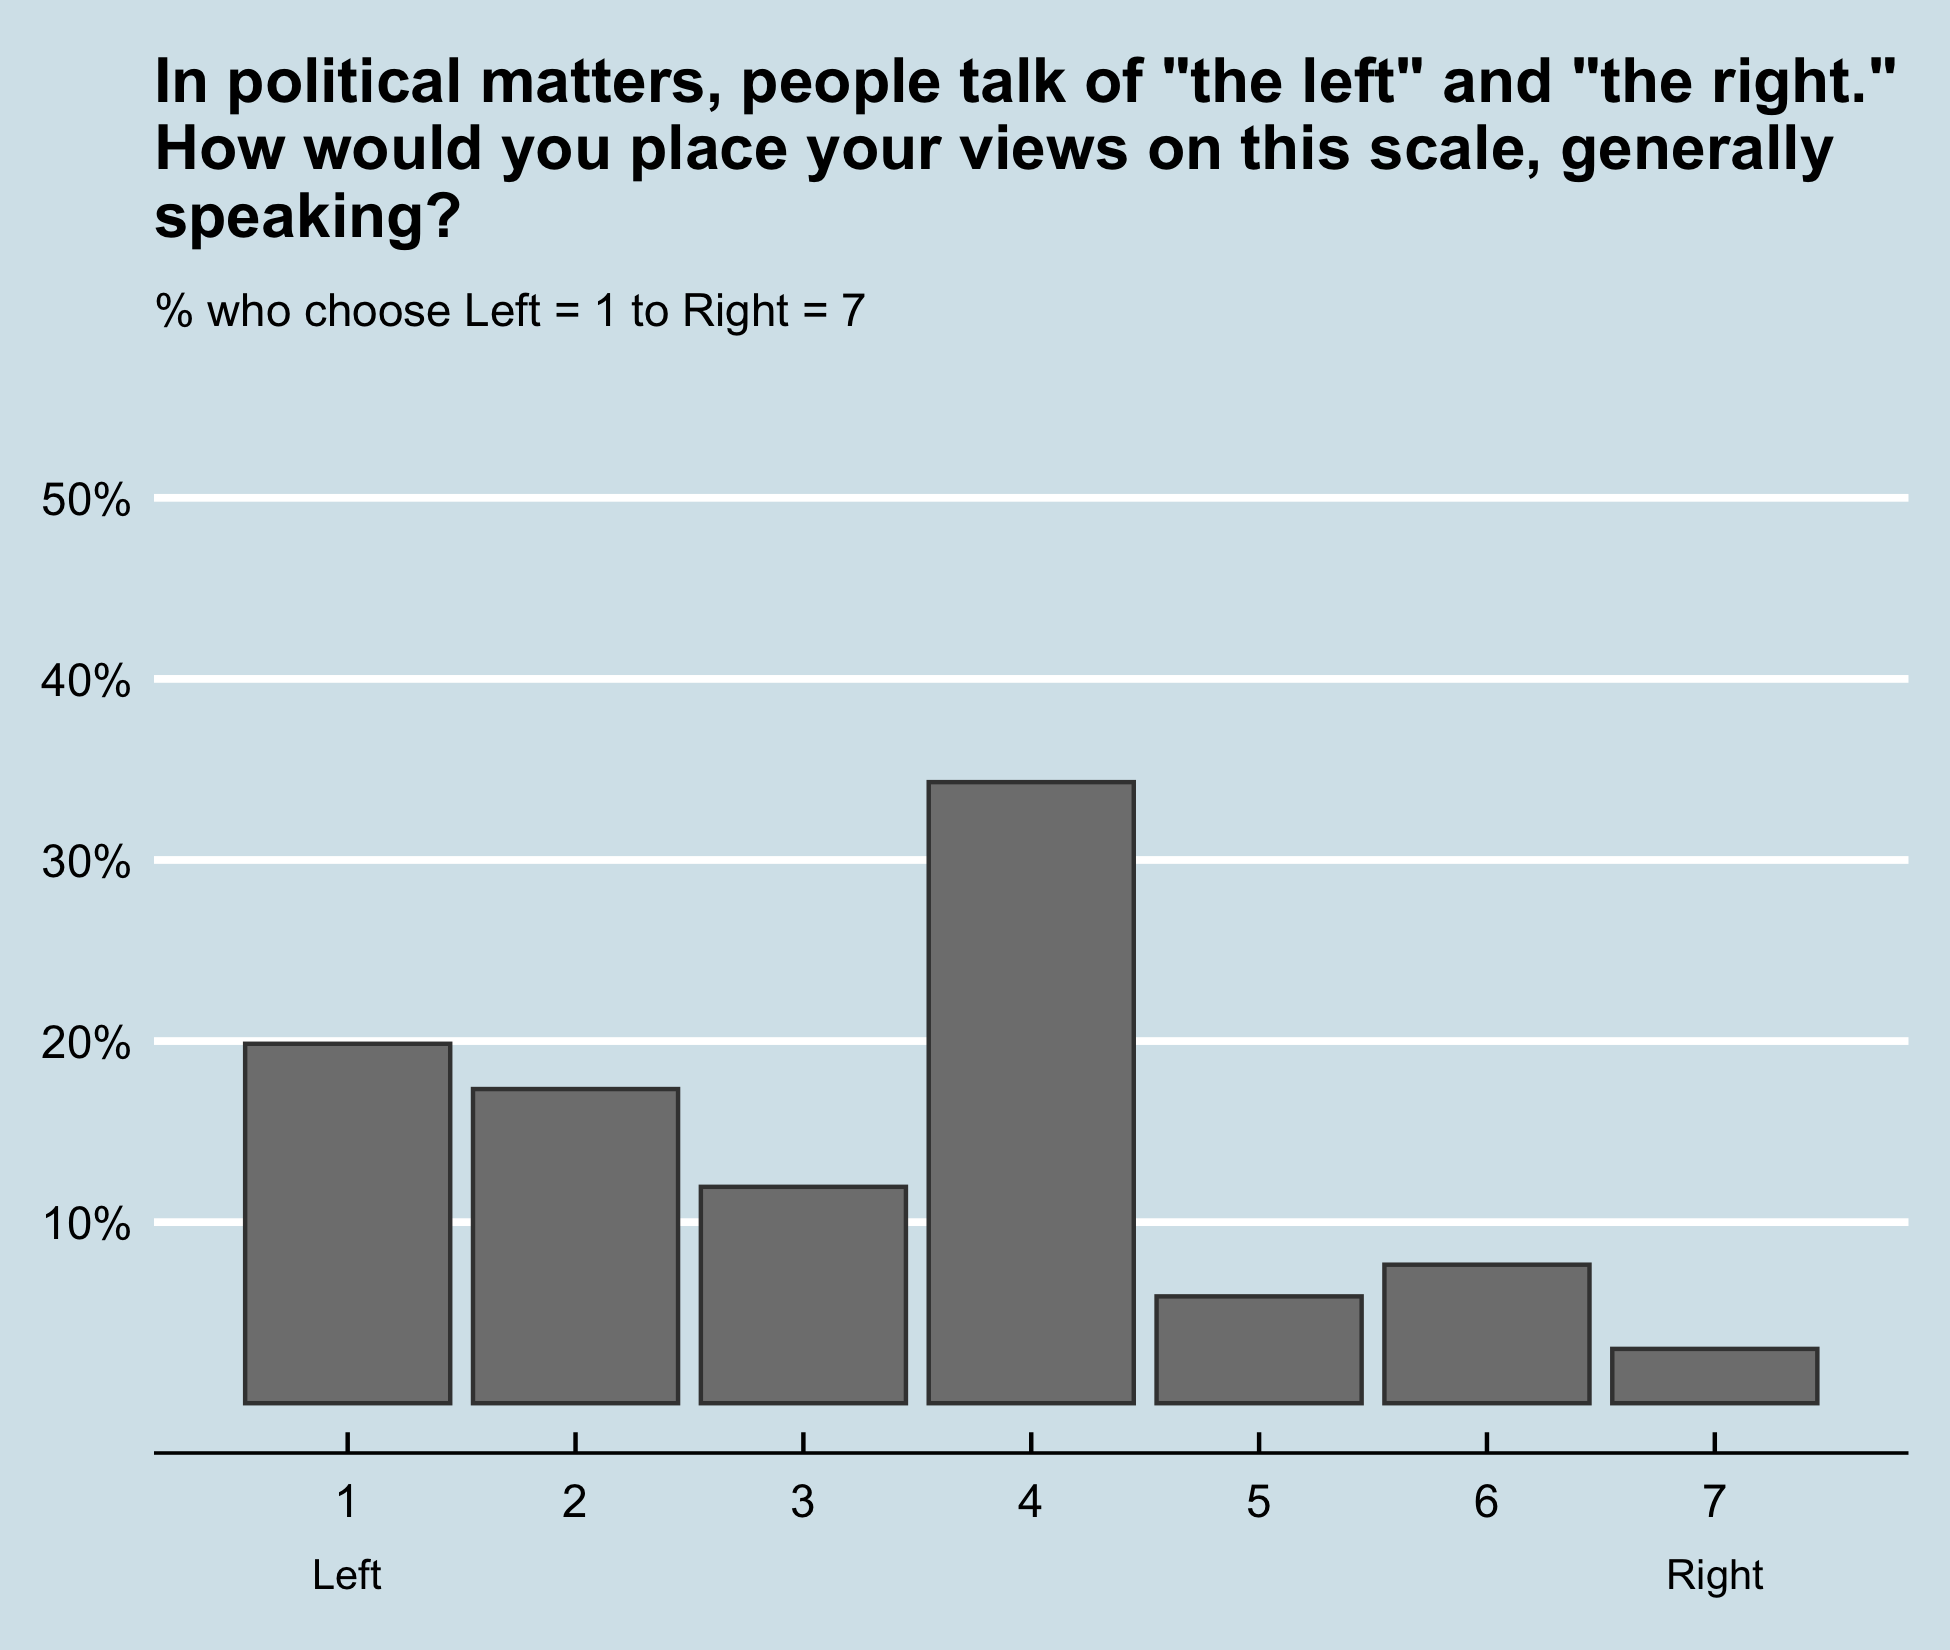 In political matters, people talk of "the left" and "the right."
How would you place your views on this scale, generally
speaking?
% who choose Left = 1 to Right = 7
50%
40%
30%
20%
10%
1 2 3 4 5 6 7
Left Right